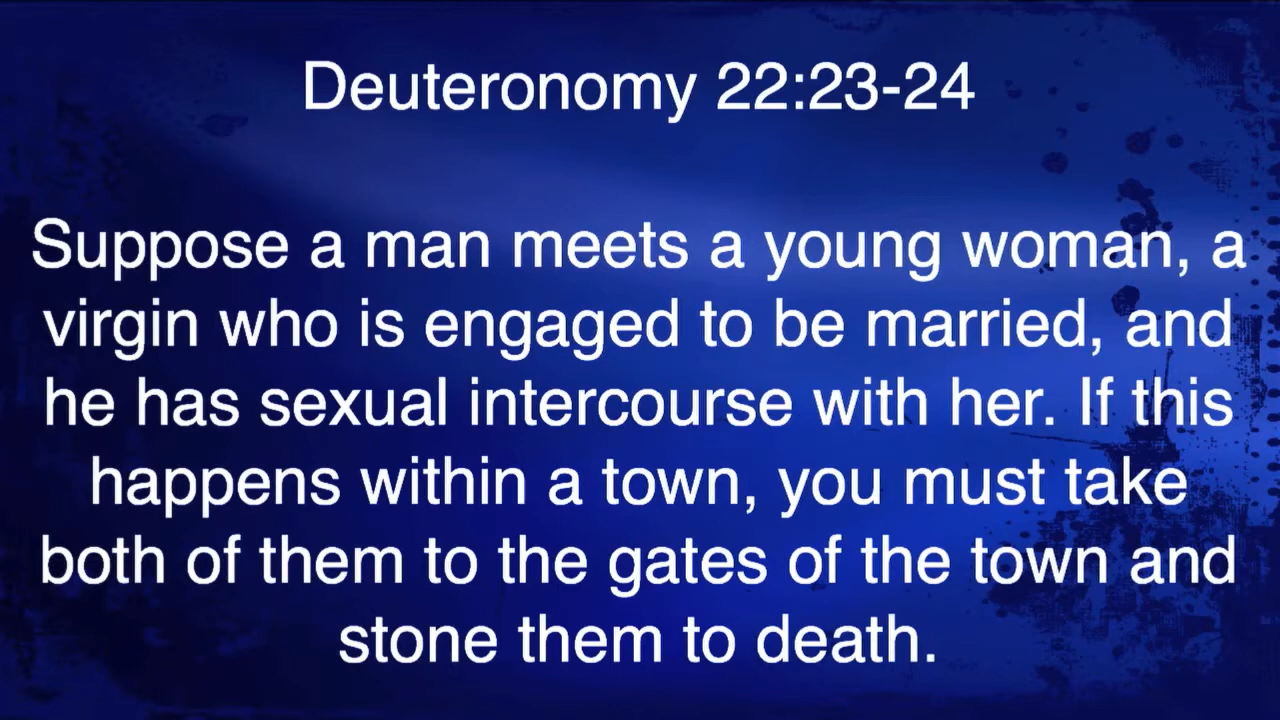 Deuteronomy 22:23-24
Suppose a man meets a young woman, a
virgin who is engaged to be married, and
he has sexual intercourse with her. If this
happens within a town, you must take
both of them to the gates of the town and
stone them to death.